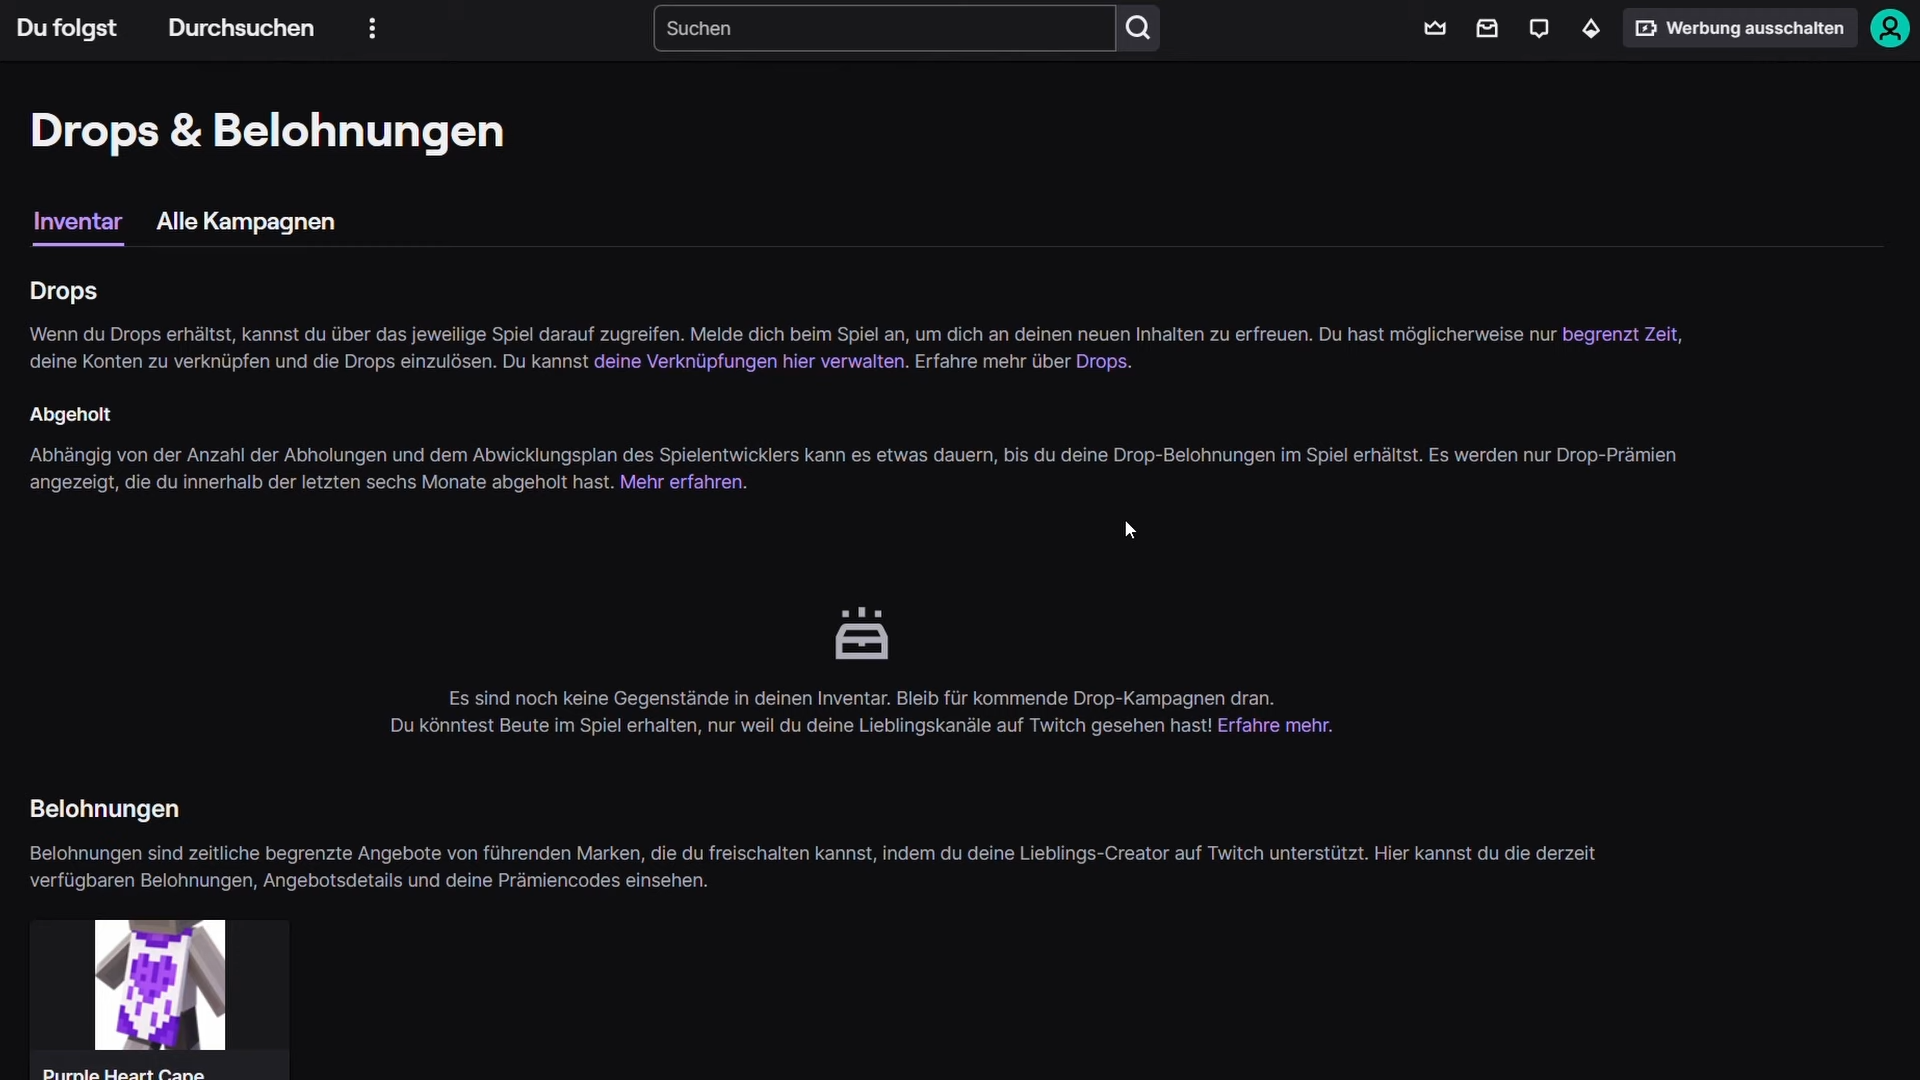 Du folgst Durchsuchen Suchen Werbung ausschalten
Drops & Belohnungen
Inventar Alle Kampagnen
Drops
Wenn du Drops erhältst, kannst du über das jeweilige Spiel darauf zugreifen. Melde dich beim Spiel an, um dich an deinen neuen Inhalten zu erfreuen. Du hast möglicherweise nur begrenzt Zeit,
deine Konten zu verknüpfen und die Drops einzulösen. Du kannst deine Verknüpfungen hier verwalten. Erfahre mehr über Drops.
Abgeholt
Abhängig von der Anzahl der Abholungen und dem Abwicklungsplan des Spielentwicklers kann es etwas dauern, bis du deine Drop-Belohnungen im Spiel erhältst. Es werden nur Drop-Prämien
angezeigt, die du innerhalb der letzten sechs Monate abgeholt hast. Mehr erfahren.
Es sind noch keine Gegenstände in deinen Inventar. Bleib für kommende Drop-Kampagnen dran.
Du könntest Beute im Spiel erhalten, nur weil du deine Lieblingskanäle auf Twitch gesehen hast! Erfahre mehr.
Belohnungen
Belohnungen sind zeitliche begrenzte Angebote von führenden Marken, die du freischalten kannst, indem du deine Lieblings-Creator auf Twitch unterstützt. Hier kannst du die derzeit
verfügbaren Belohnungen, Angebotsdetails und deine Prämiencodes einsehen.
Purple Heart Cape